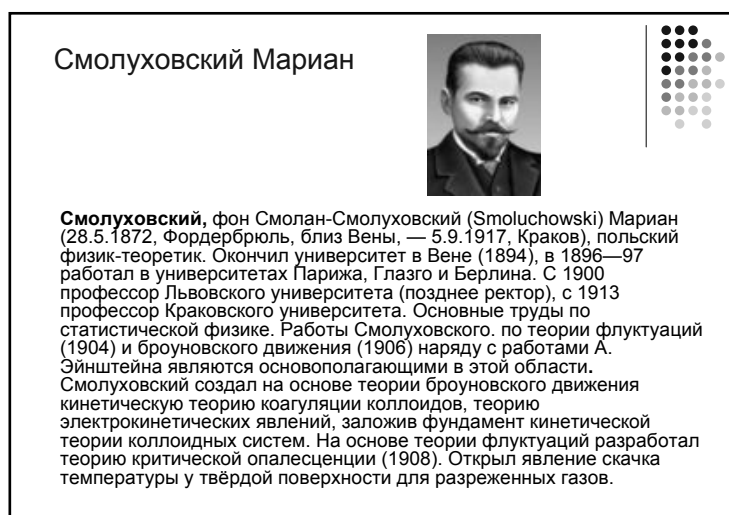 Смолуховский Мариан
Смолуховский, фон Смолан-Смолуховский (Smoluchowski) Мариан
(28.5.1872, Фордербрюль, близ Вены, — 5.9.1917, Краков), польский
физик-теоретик. Окончил университет в Вене (1894), в 1896—97
работал в университетах Парижа, Глазго и Берлина. С 1900
профессор Львовского университета (позднее ректор), с 1913
профессор Краковского университета. Основные труды по
статистической физике. Работы Смолуховского. по теории флуктуаций
(1904) и броуновского движения (1906) наряду с работами А.
Эйнштейна являются основополагающими в этой области.
Смолуховский создал на основе теории броуновского движения
кинетическую теорию коагуляции коллоидов, теорию
электрокинетических явлений, заложив фундамент кинетической
теории коллоидных систем. На основе теории флуктуаций разработал
теорию критической опалесценции (1908). Открыл явление скачка
температуры у твёрдой поверхности для разреженных газов.